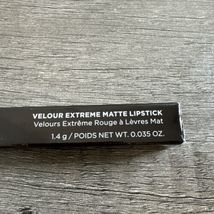 VELOUR EXTREME MATTE LIPSTICK
Velours Extrême Rouge à Lèvres Mat
1.4 g / POIDS NET WT. 0.035 OZ.